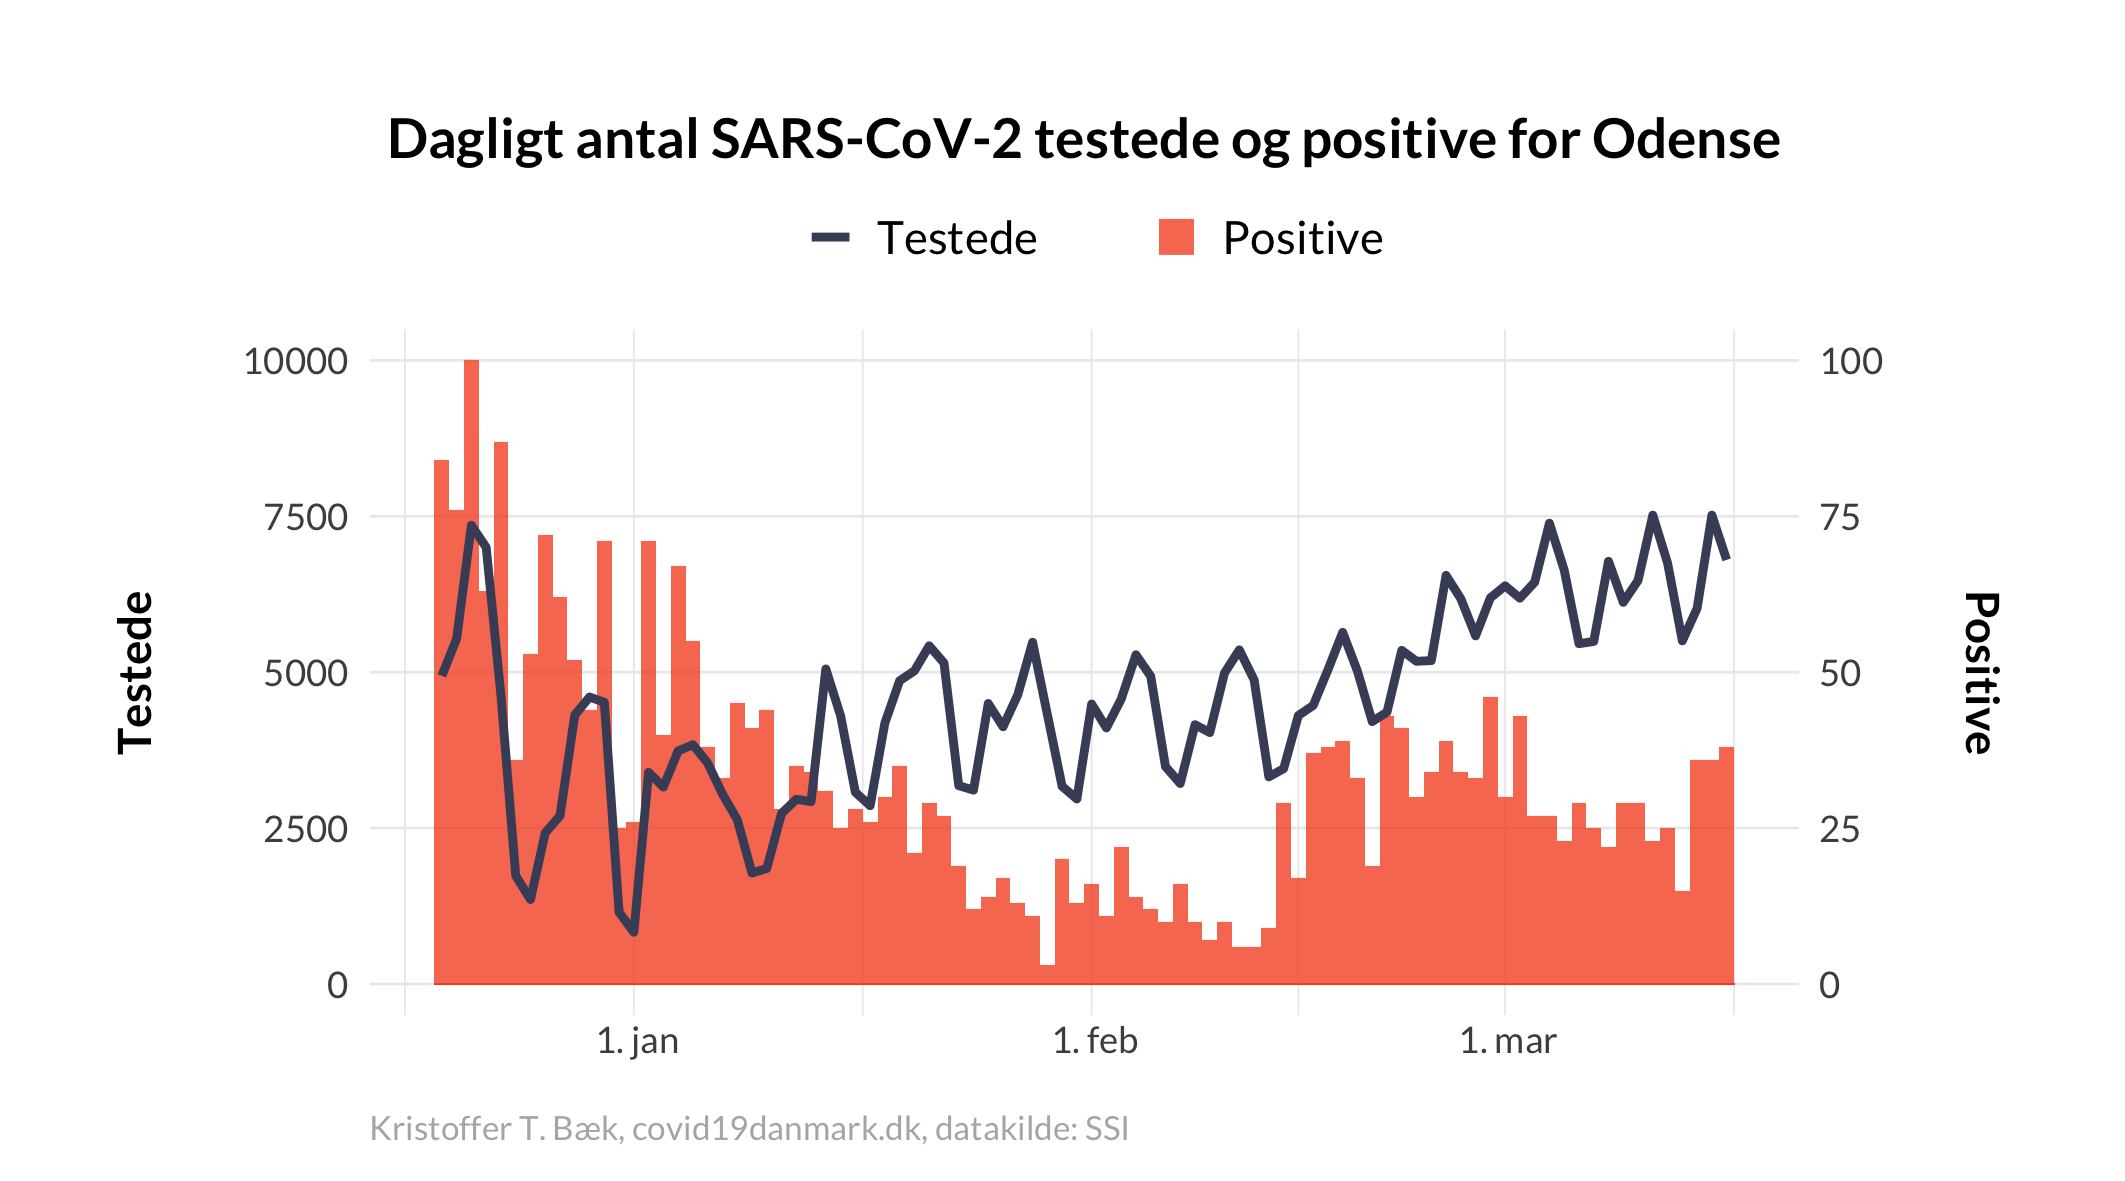 Dagligt antal SARS-CoV-2 testede og positive for Odense
Testede
Positive
10000
7500
5000
2500
0
Testede
100
75
50
25
0
Positive
1. jan
1. feb
1. mar
Kristoffer T. Bæk, covid19danmark.dk, datakilde: SSI